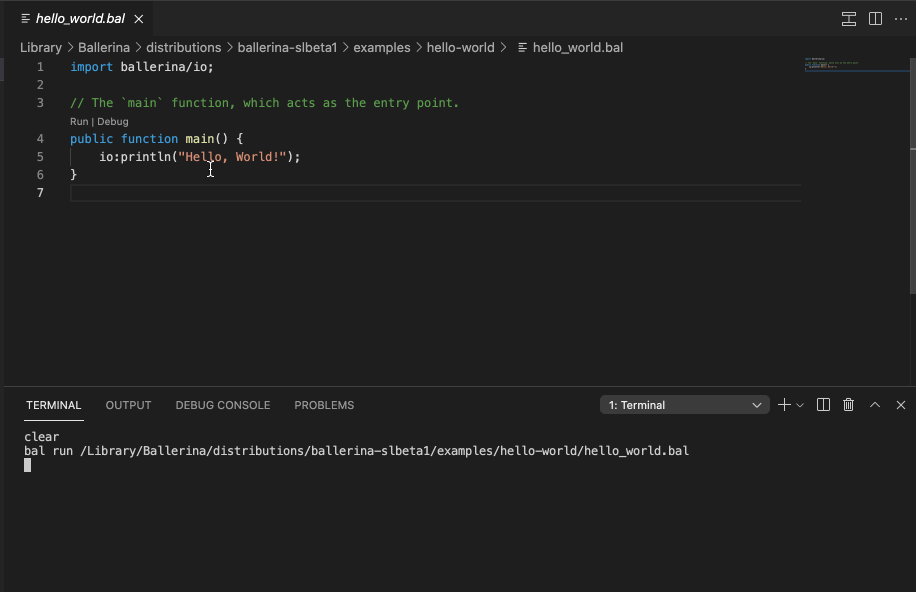 hello_world.bal
Library > Ballerina > distributions > ballerina-slbeta1 > examples > hello-world > hello_world.bal
1 import ballerina/io;
2
3 // The `main` function, which acts as the entry point.
Run | Debug
4 public function main() {
5 io:println("Hello, World!");
6 }
7
TERMINAL OUTPUT DEBUG CONSOLE PROBLEMS 1: Terminal
clear
bal run /Library/Ballerina/distributions/ballerina-slbeta1/examples/hello-world/hello_world.bal